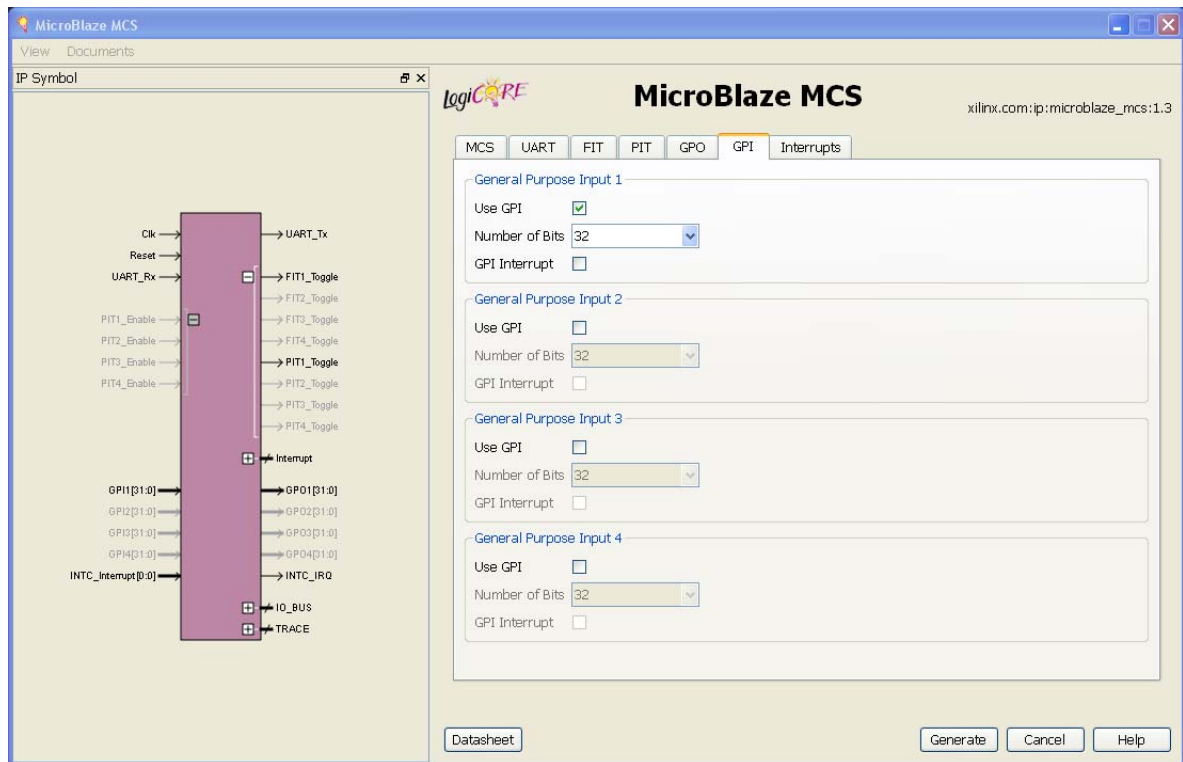 MicroBlaze MCS
View Documents
IP Symbol
Clk
Reset
UART_Rx
PIT1_Enable
PIT2_Enable
PIT3_Enable
PIT4_Enable
GPI1[31:0]
GPI2[31:0]
GPI3[31:0]
GPI4[31:0]
INTC_Interrupt[0:0]
UART_Tx
FIT1_Toggle
FIT2_Toggle
FIT3_Toggle
FIT4_Toggle
PIT1_Toggle
PIT2_Toggle
PIT3_Toggle
PIT4_Toggle
Interrupt
GPO1[31:0]
GPO2[31:0]
GPO3[31:0]
GPO4[31:0]
INTC_IRQ
IO_BUS
TRACE
logiCORE
MicroBlaze MCS
xilinx.com:ip:microblaze_mcs:1.3
MCS UART FIT PIT GPO GPI Interrupts
General Purpose Input 1
Use GPI
Number of Bits 32
GPI Interrupt
General Purpose Input 2
Use GPI
Number of Bits 32
GPI Interrupt
General Purpose Input 3
Use GPI
Number of Bits 32
GPI Interrupt
General Purpose Input 4
Use GPI
Number of Bits 32
GPI Interrupt
Datasheet Generate Cancel Help